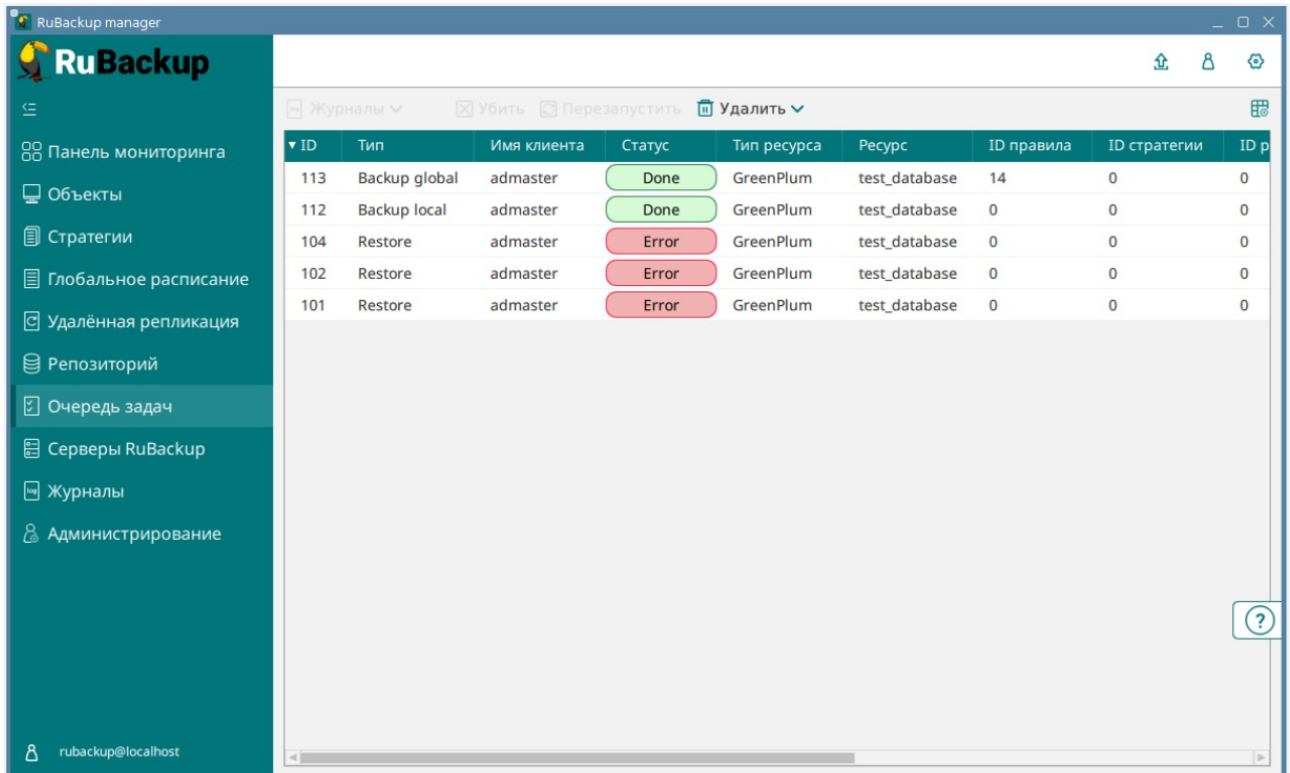 RuBackup manager
RuBackup
Журналы Убить Перезапустить Удалить
Панель мониторинга
Объекты
Стратегии
Глобальное расписание
Удалённая репликация
Репозиторий
Очередь задач
Серверы RuBackup
Журналы
Администрирование
rubackup@localhost
ID Тип Имя клиента Статус Тип ресурса Ресурс ID правила ID стратегии ID р
113 Backup global admaster Done GreenPlum test_database 14 0 0
112 Backup local admaster Done GreenPlum test_database 0 0 0
104 Restore admaster Error GreenPlum test_database 0 0 0
102 Restore admaster Error GreenPlum test_database 0 0 0
101 Restore admaster Error GreenPlum test_database 0 0 0
?